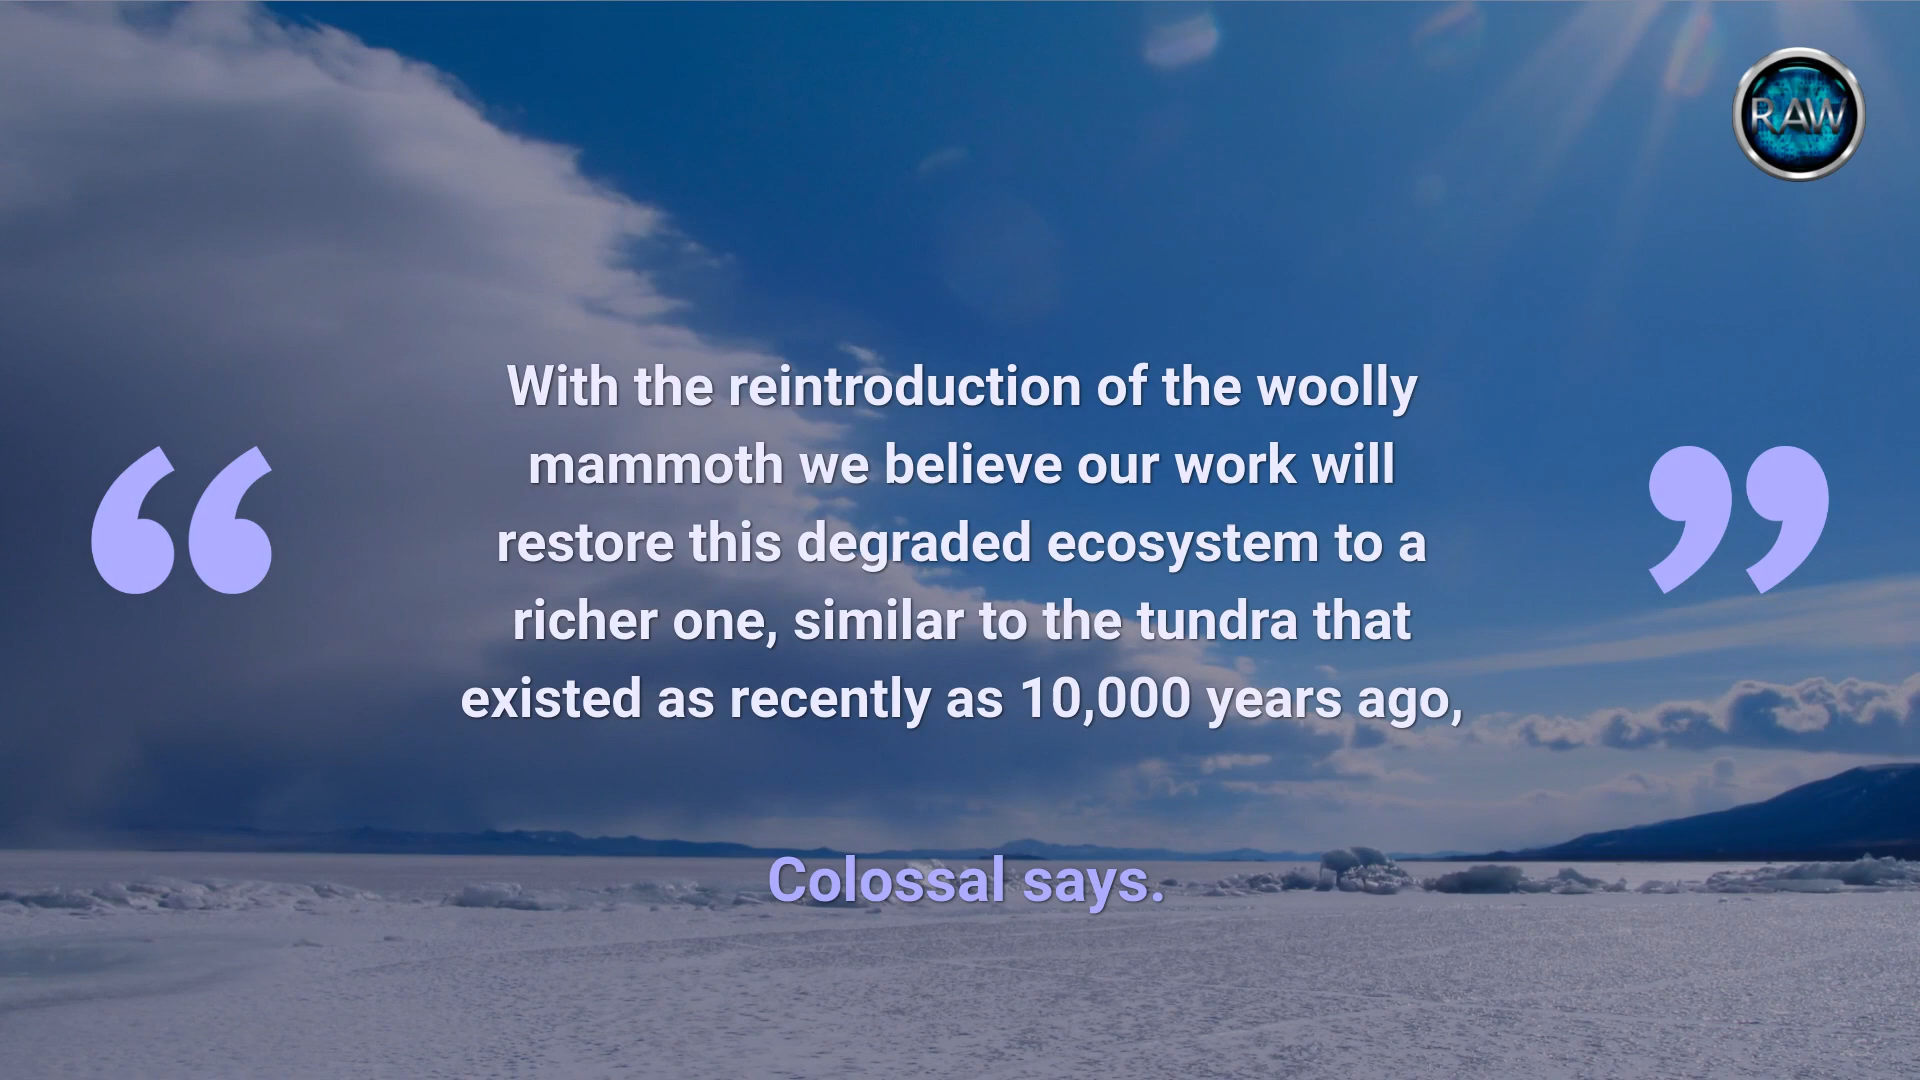 RAW
“
With the reintroduction of the woolly
mammoth we believe our work will
restore this degraded ecosystem to a
richer one, similar to the tundra that
existed as recently as 10,000 years ago,
”
Colossal says.